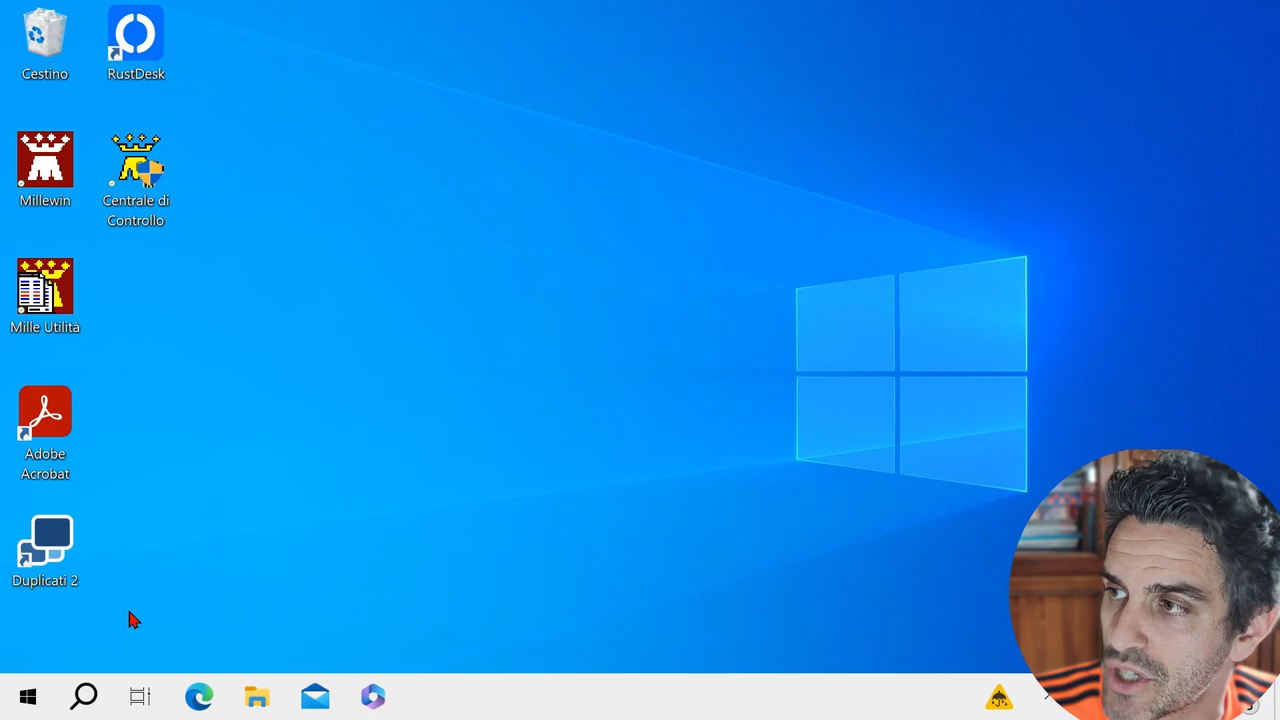 Cestino
RustDesk
Millewin
Centrale di
Controllo
Mille Utilità
Adobe
Acrobat
Duplicati 2